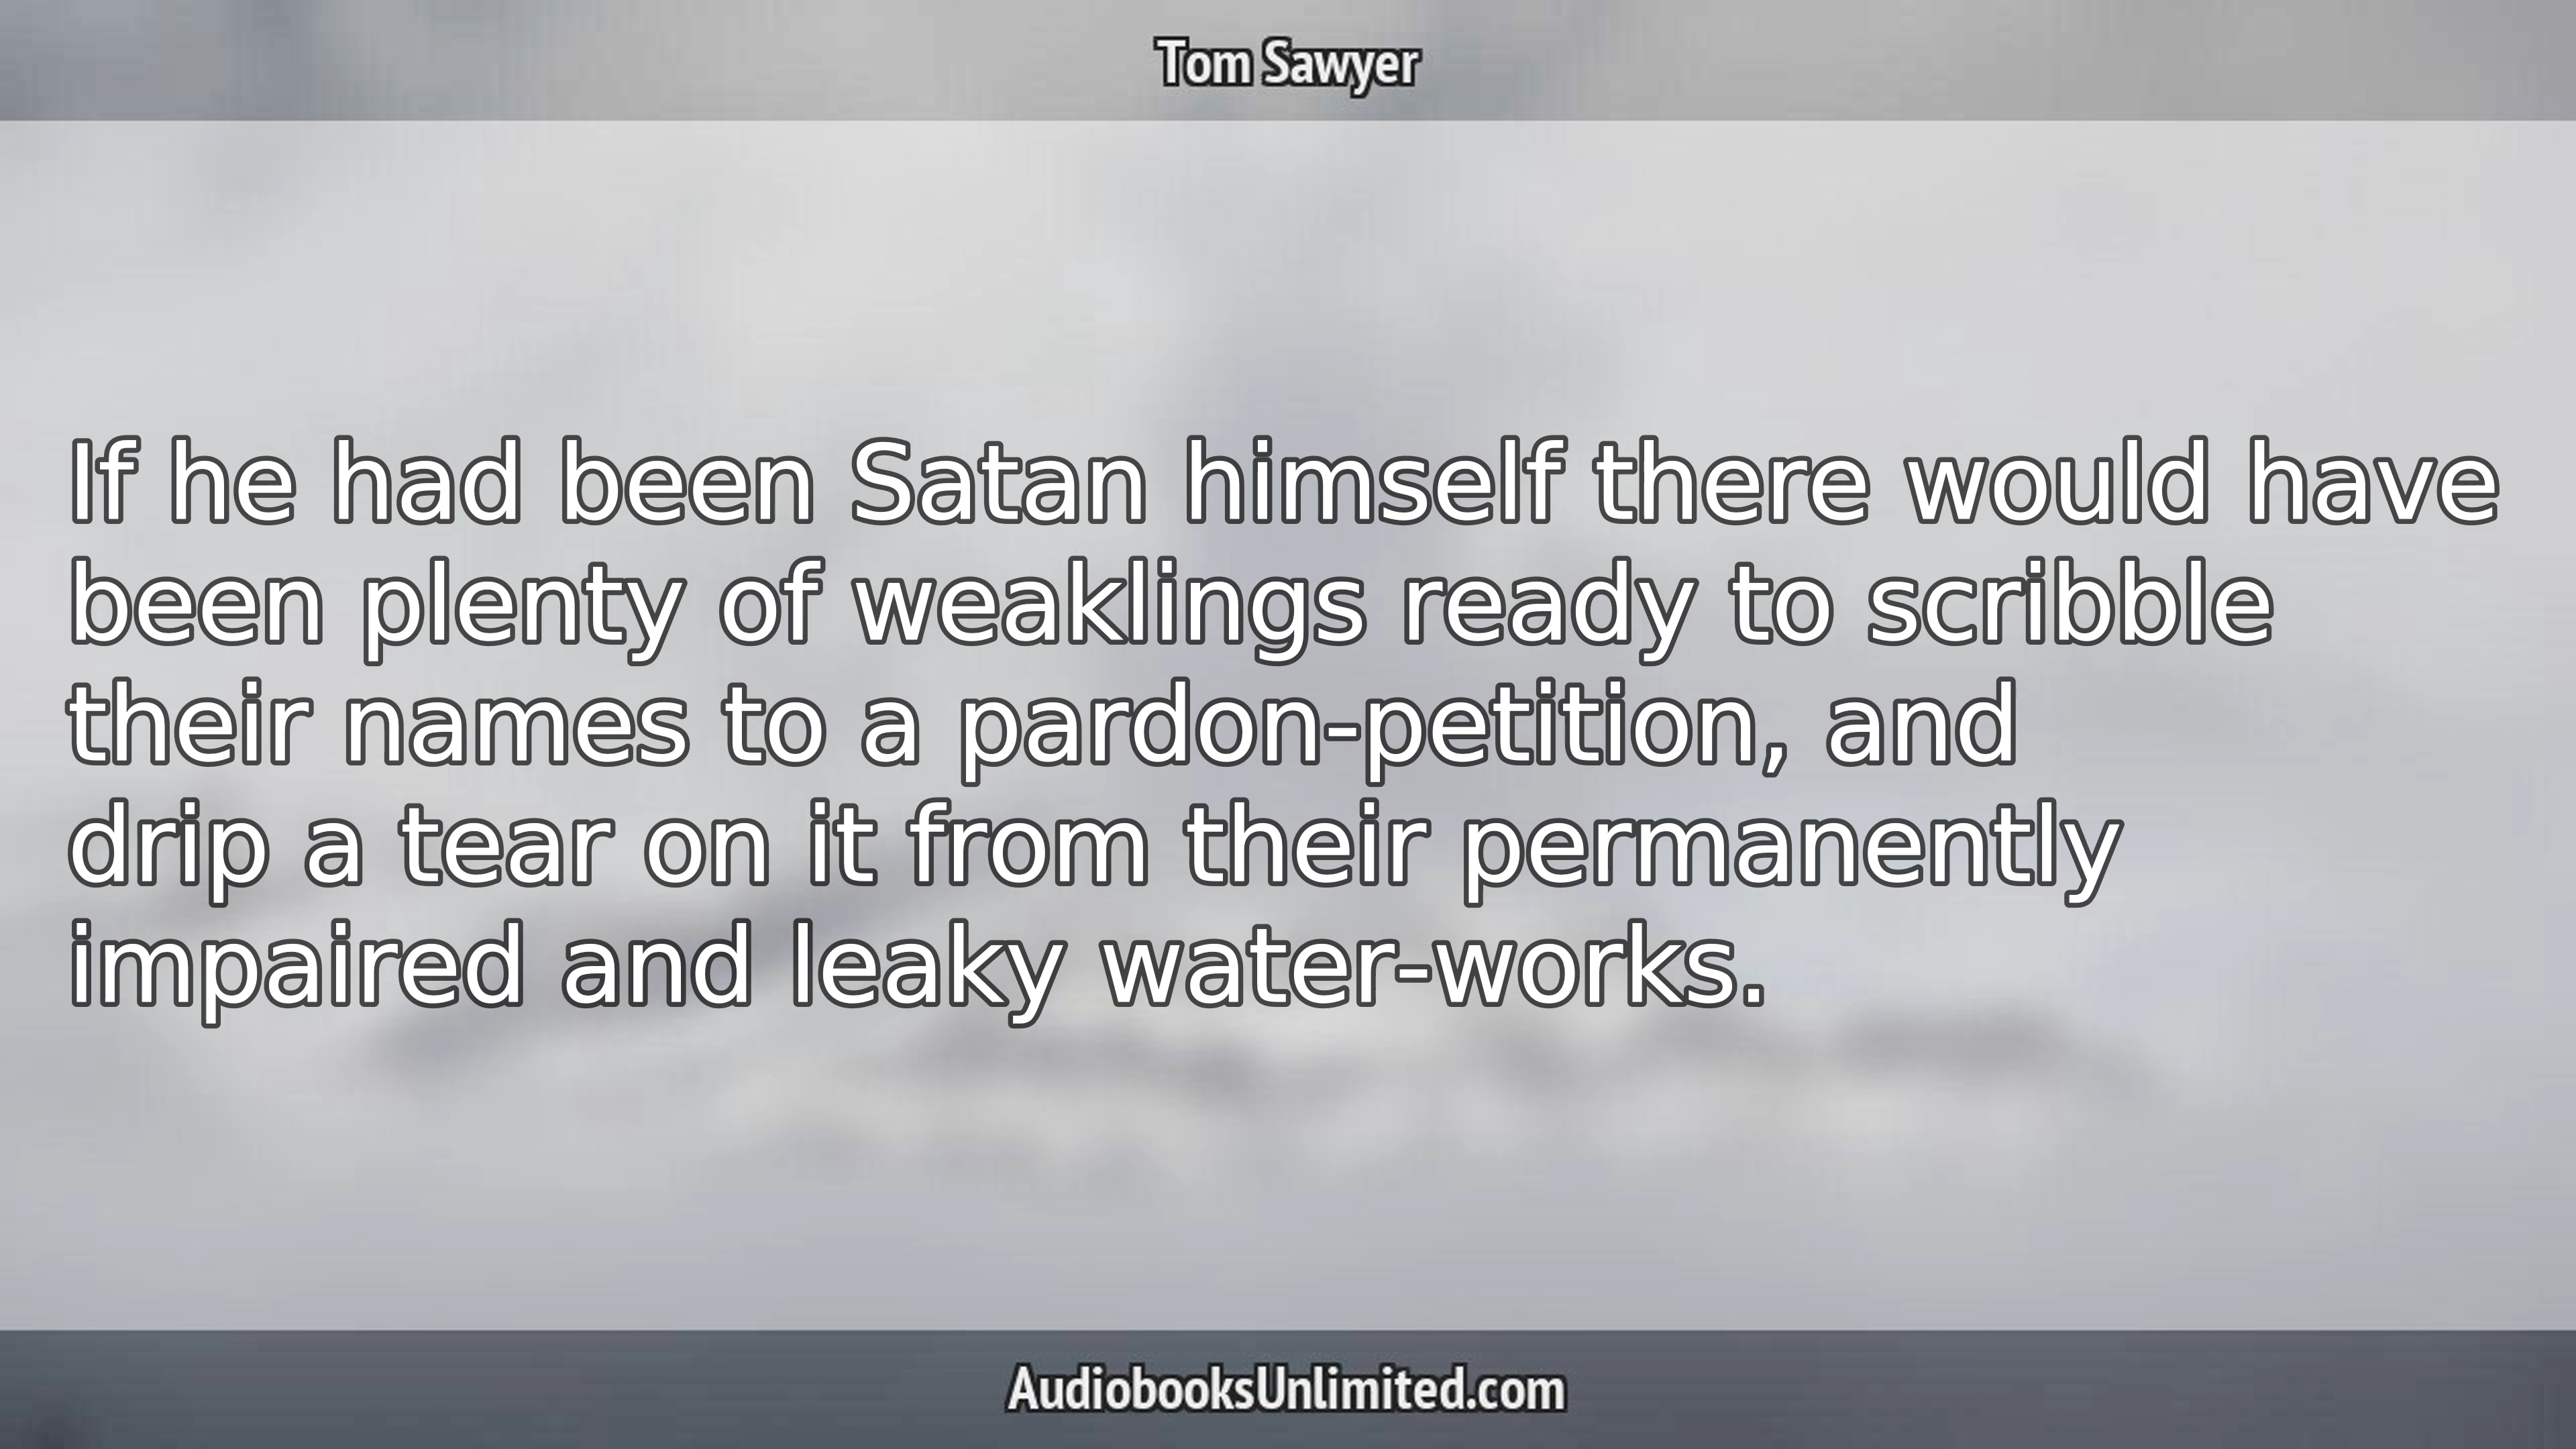 Tom Sawyer
If he had been Satan himself there would have
been plenty of weaklings ready to scribble
their names to a pardon-petition, and
drip a tear on it from their permanently
impaired and leaky water-works.
AudiobooksUnlimited.com